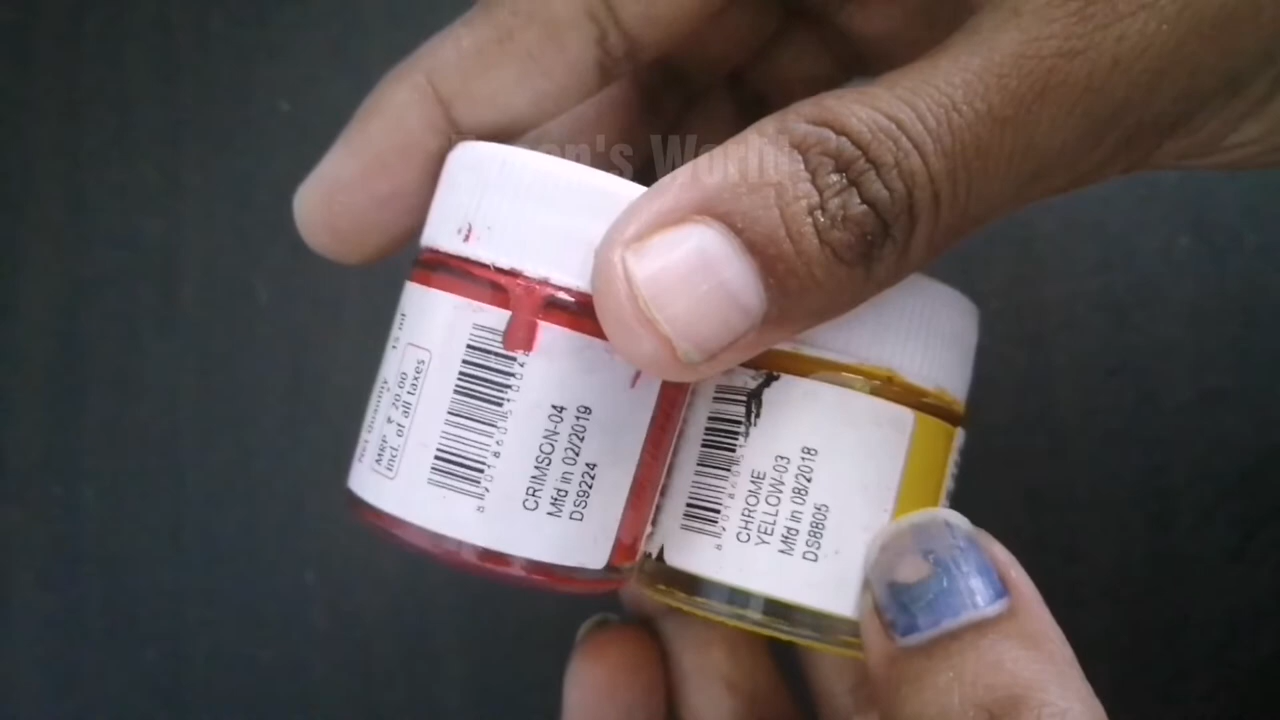 Net Quantity 15 ml
MRP ₹ 20.00
incl. of all taxes
CRIMSON-04
Mfd in 02/2019
DS9224
CHROME
YELLOW-03
Mfd in 08/2018
DS8805
World